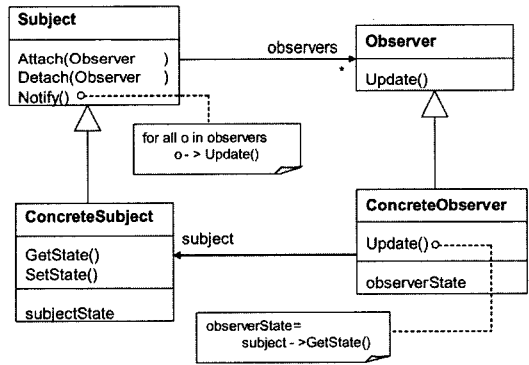 Subject
Attach(Observer )
Detach(Observer )
Notify()
observers
*
Observer
Update()
for all o in observers
o - > Update()
ConcreteSubject
GetState()
SetState()
subjectState
subject
ConcreteObserver
Update()
observerState
observerState=
subject - >GetState()